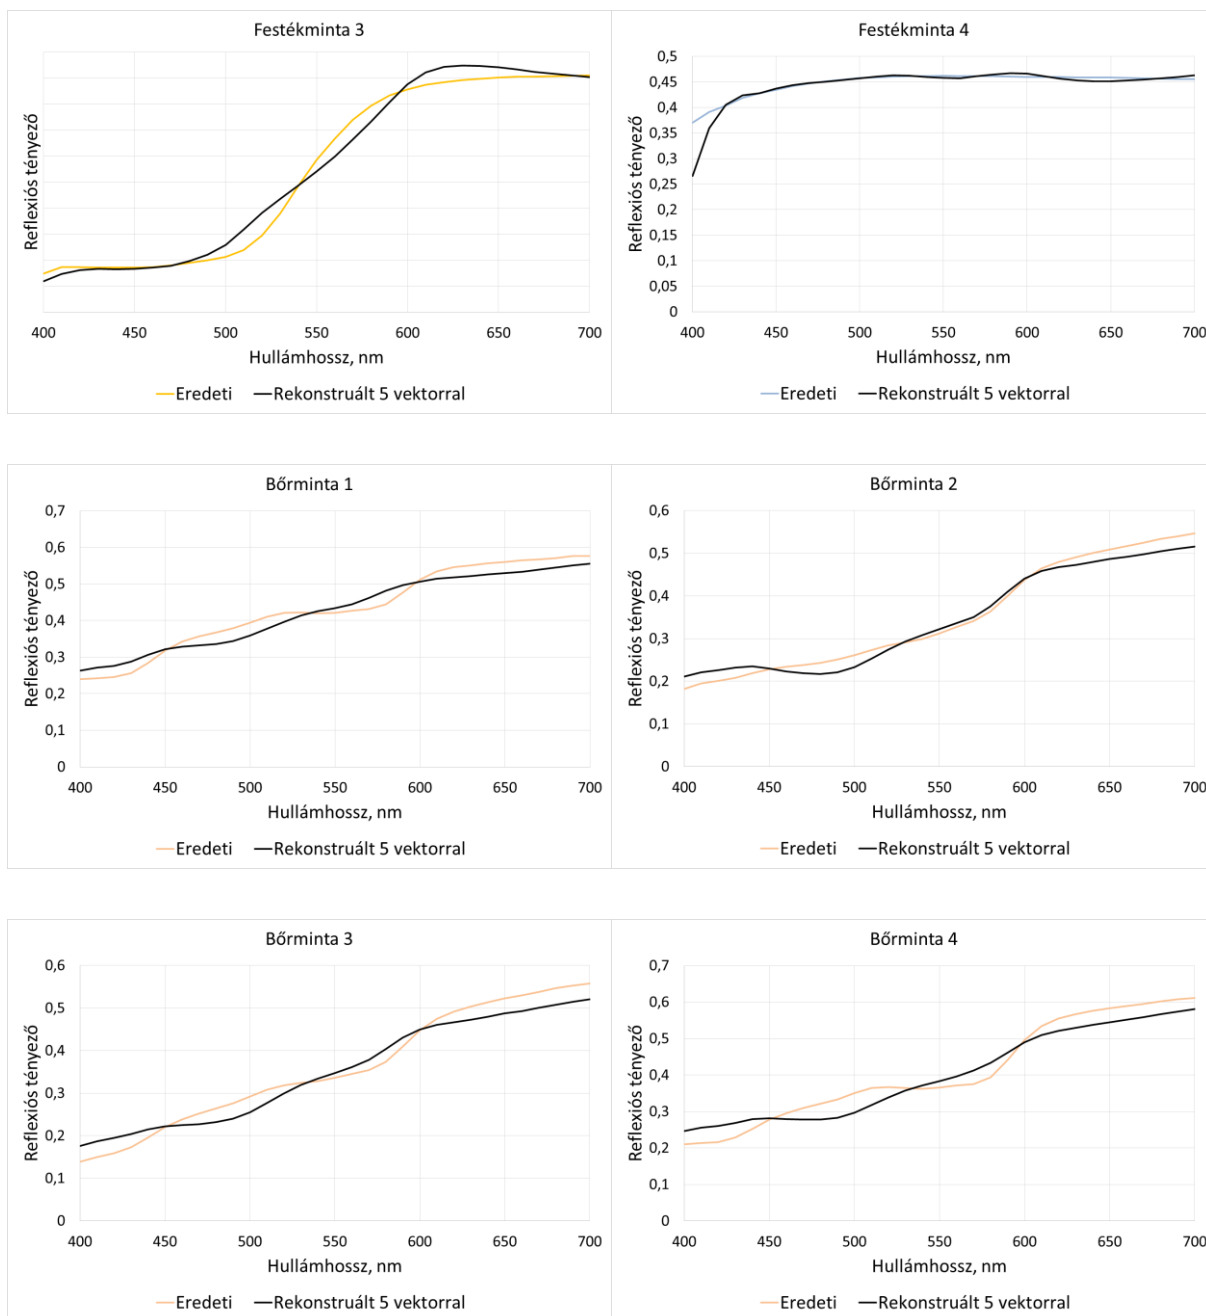 Festékminta 3
Reflexiós tényező
400 450 500 550 600 650 700
Hullámhossz, nm
Eredeti Rekonstruált 5 vektorral
Festékminta 4
Reflexiós tényező
0,5
0,45
0,4
0,35
0,3
0,25
0,2
0,15
0,1
0,05
0
400 450 500 550 600 650 700
Hullámhossz, nm
Eredeti Rekonstruált 5 vektorral
Bőrminta 1
Reflexiós tényező
0,7
0,6
0,5
0,4
0,3
0,2
0,1
0
400 450 500 550 600 650 700
Hullámhossz, nm
Eredeti Rekonstruált 5 vektorral
Bőrminta 2
Reflexiós tényező
0,6
0,5
0,4
0,3
0,2
0,1
0
400 450 500 550 600 650 700
Hullámhossz, nm
Eredeti Rekonstruált 5 vektorral
Bőrminta 3
Reflexiós tényező
0,6
0,5
0,4
0,3
0,2
0,1
0
400 450 500 550 600 650 700
Hullámhossz, nm
Eredeti Rekonstruált 5 vektorral
Bőrminta 4
Reflexiós tényező
0,7
0,6
0,5
0,4
0,3
0,2
0,1
0
400 450 500 550 600 650 700
Hullámhossz, nm
Eredeti Rekonstruált 5 vektorral